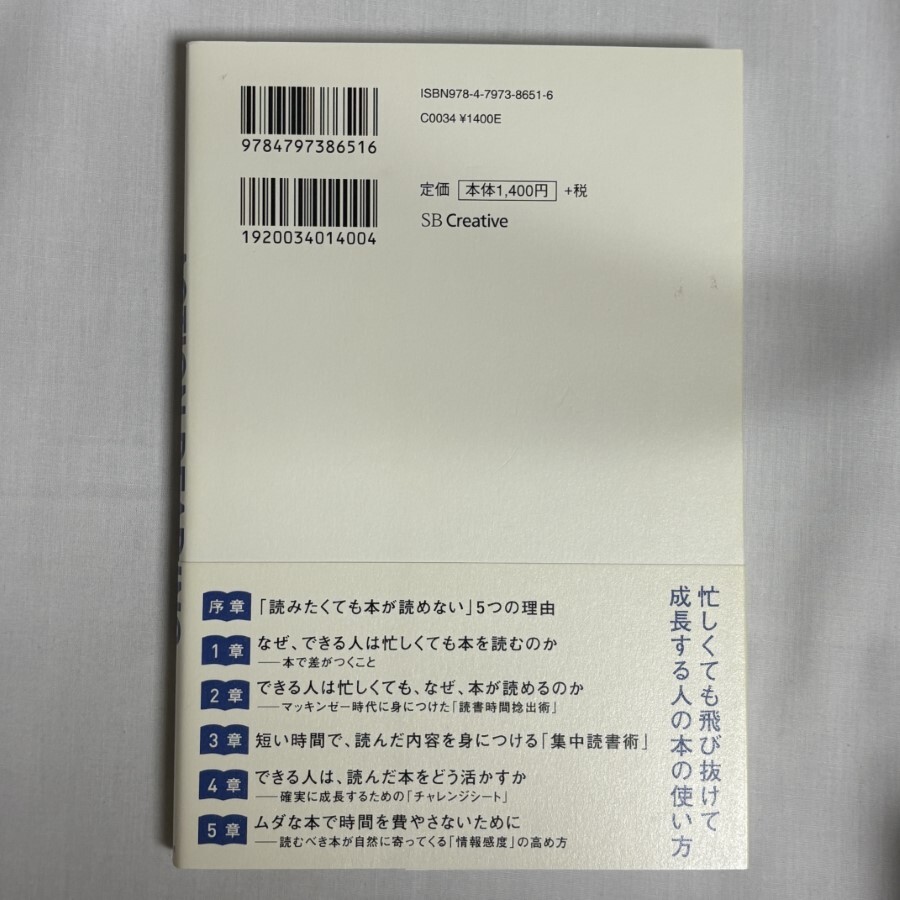 9784797386516
ISBN978-4-7973-8651-6
C0034 ¥1400E
1920034014004
定価 本体1,400円 +税
SB Creative
忙しくても飛び抜けて
成長する人の本の使い方
序章 「読みたくても本が読めない」5つの理由
1章 なぜ、できる人は忙しくても本を読むのか
──本で差がつくこと
2章 できる人は忙しくても、なぜ、本が読めるのか
──マッキンゼー時代に身につけた「読書時間捻出術」
3章 短い時間で、読んだ内容を身につける「集中読書術」
4章 できる人は、読んだ本をどう活かすか
──確実に成長するための「チャレンジシート」
5章 ムダな本で時間を費やさないために
──読むべき本が自然に寄ってくる「情報感度」の高め方